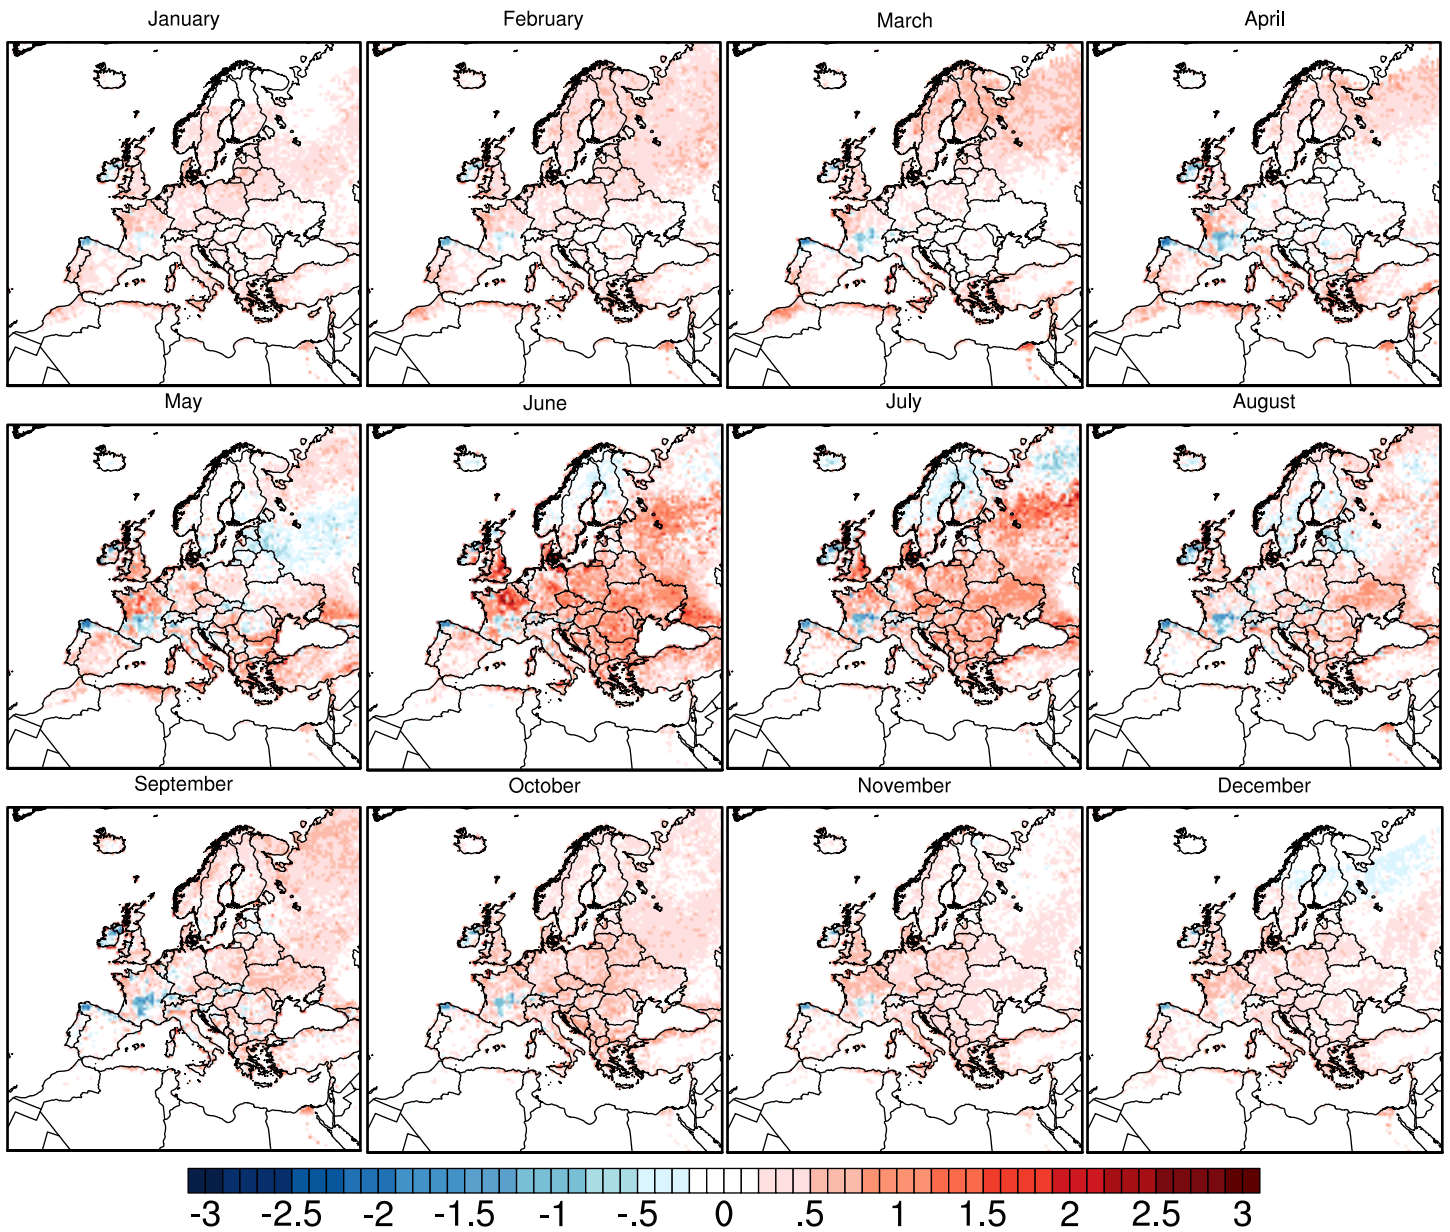 January February March April
May June July August
September October November December
-3 -2.5 -2 -1.5 -1 -.5 0 .5 1 1.5 2 2.5 3